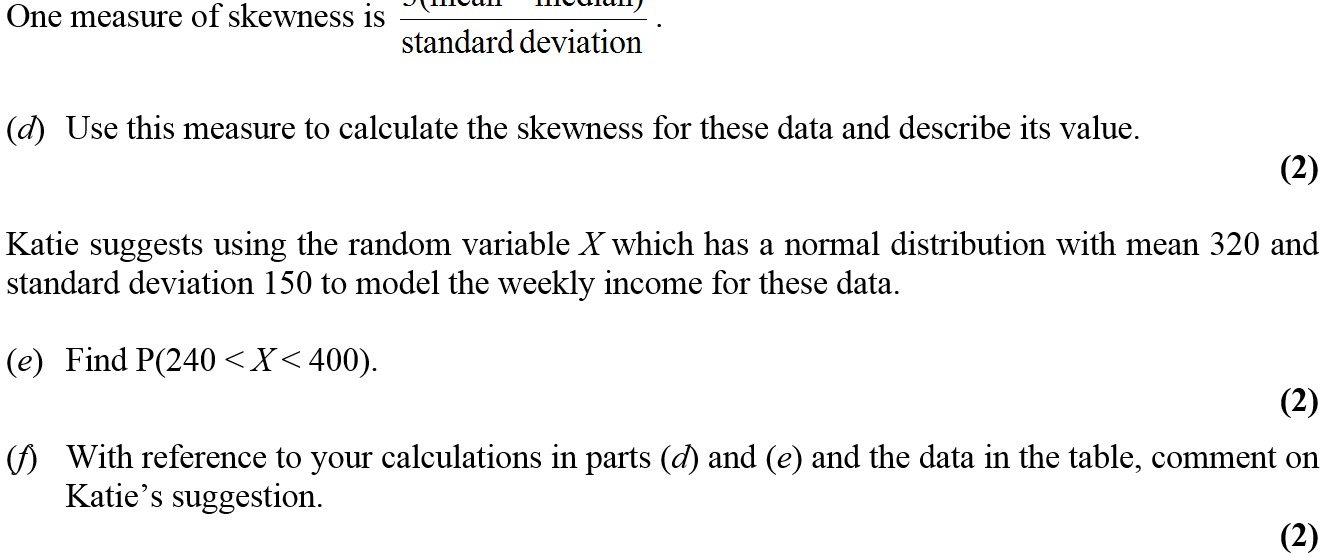 One measure of skewness is
standard deviation .
(d) Use this measure to calculate the skewness for these data and describe its value.
(2)
Katie suggests using the random variable X which has a normal distribution with mean 320 and
standard deviation 150 to model the weekly income for these data.
(e) Find P(240 < X < 400).
(2)
(f) With reference to your calculations in parts (d) and (e) and the data in the table, comment on
Katie’s suggestion.
(2)